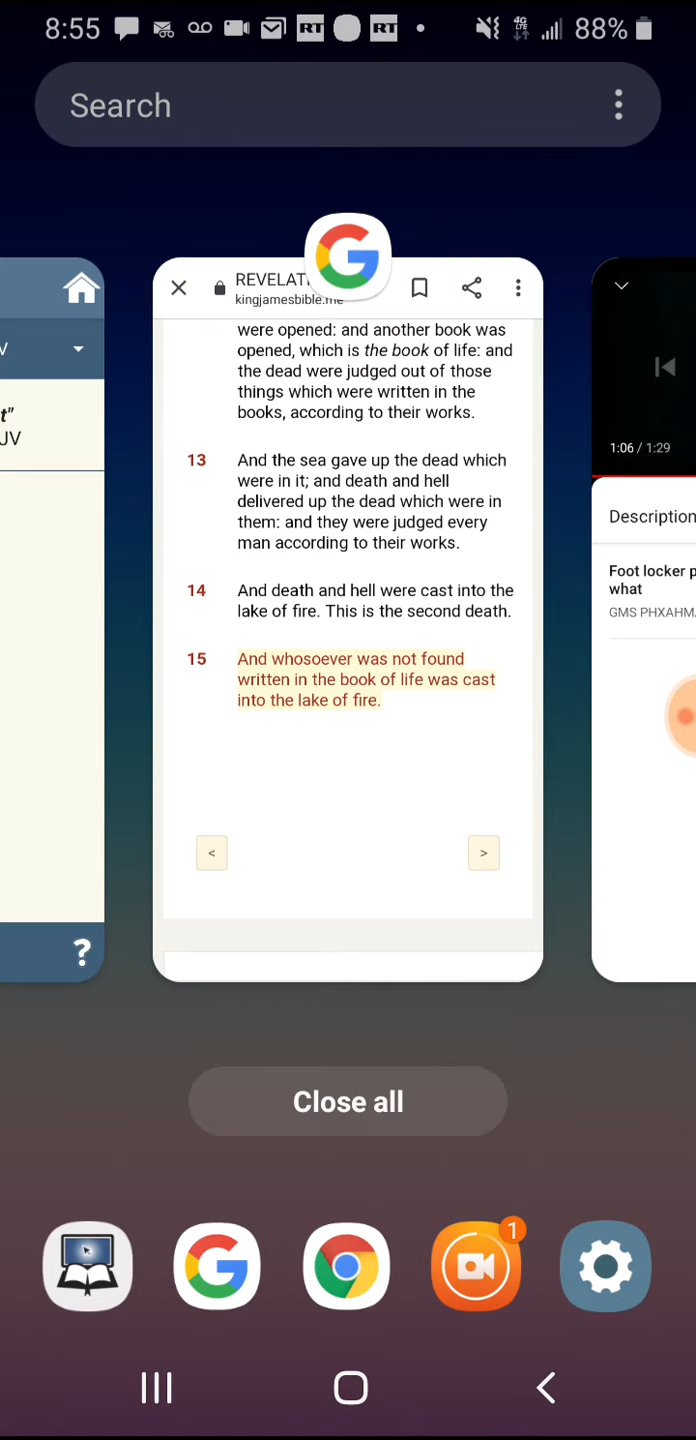 8:55
RT
RT
4G
LTE
88%
Search
V
t"
JV
?
REVELAT
kingjamesbible.me
were opened: and another book was
opened, which is the book of life: and
the dead were judged out of those
things which were written in the
books, according to their works.
13 And the sea gave up the dead which
were in it; and death and hell
delivered up the dead which were in
them: and they were judged every
man according to their works.
14 And death and hell were cast into the
lake of fire. This is the second death.
15 And whosoever was not found
written in the book of life was cast
into the lake of fire.
< >
1:06 / 1:29
Description
Foot locker p
what
GMS PHXAHM
Close all
1